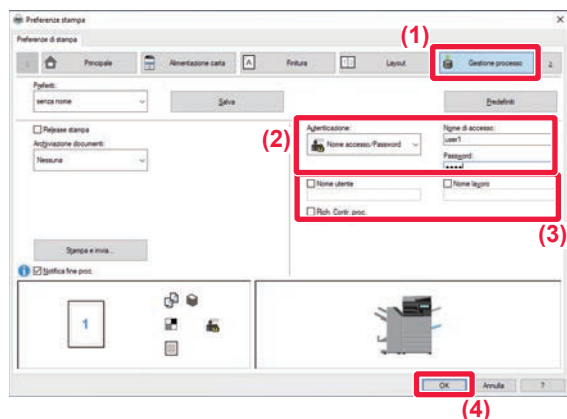 Preferenze stampa
Preferenze di stampa
(1)
Principale
Alimentazione carta
Finitura
Layout
Gestione processo
2
Preferiti:
senza nome
Salva
Predefiniti
Release stampa
Archiviazione documenti:
Nessuna
(2)
Autenticazione:
Nome accesso/Password
Nome di accesso:
user1
Password:
••••
Nome utente
Nome lavoro
Rich. Contr. proc.
(3)
Stampa e invia...
Notifica fine proc.
1
OK
Annulla
?
(4)